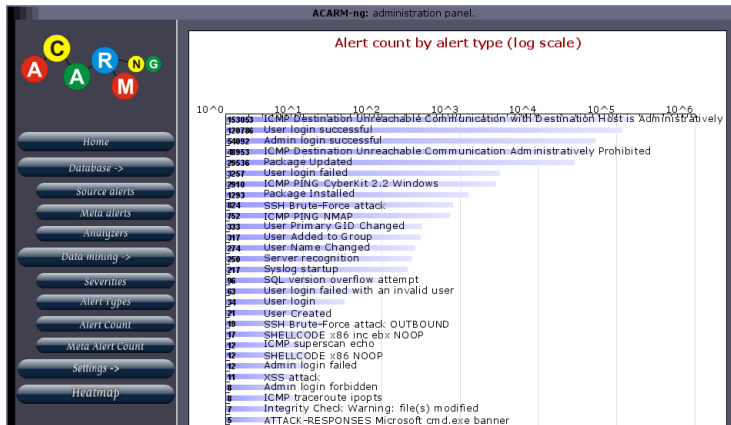 ACARM-ng: administration panel.
A C A R M N G
Home
Database ->
Source alerts
Meta alerts
Analyzers
Data mining ->
Severities
Alert Types
Alert Count
Meta Alert Count
Settings ->
Heatmap
Alert count by alert type (log scale)
10^0 10^1 10^2 10^3 10^4 10^5 10^6
153053 ICMP Destination Unreachable Communication with Destination Host is Administratively
120786 User login successful
54092 Admin login successful
48953 ICMP Destination Unreachable Communication Administratively Prohibited
29536 Package Updated
3257 User login failed
2910 ICMP PING CyberKit 2.2 Windows
1293 Package Installed
824 SSH Brute-Force attack
752 ICMP PING NMAP
333 User Primary GID Changed
317 User Added to Group
274 User Name Changed
250 Server recognition
217 Syslog startup
96 SQL version overflow attempt
63 User login failed with an invalid user
34 User login
21 User Created
19 SSH Brute-Force attack OUTBOUND
17 SHELLCODE x86 inc ebx NOOP
12 ICMP superscan echo
12 SHELLCODE x86 NOOP
12 Admin login failed
11 XSS attack
8 Admin login forbidden
8 ICMP traceroute ipopts
7 Integrity Check Warning: file(s) modified
5 ATTACK-RESPONSES Microsoft cmd.exe banner